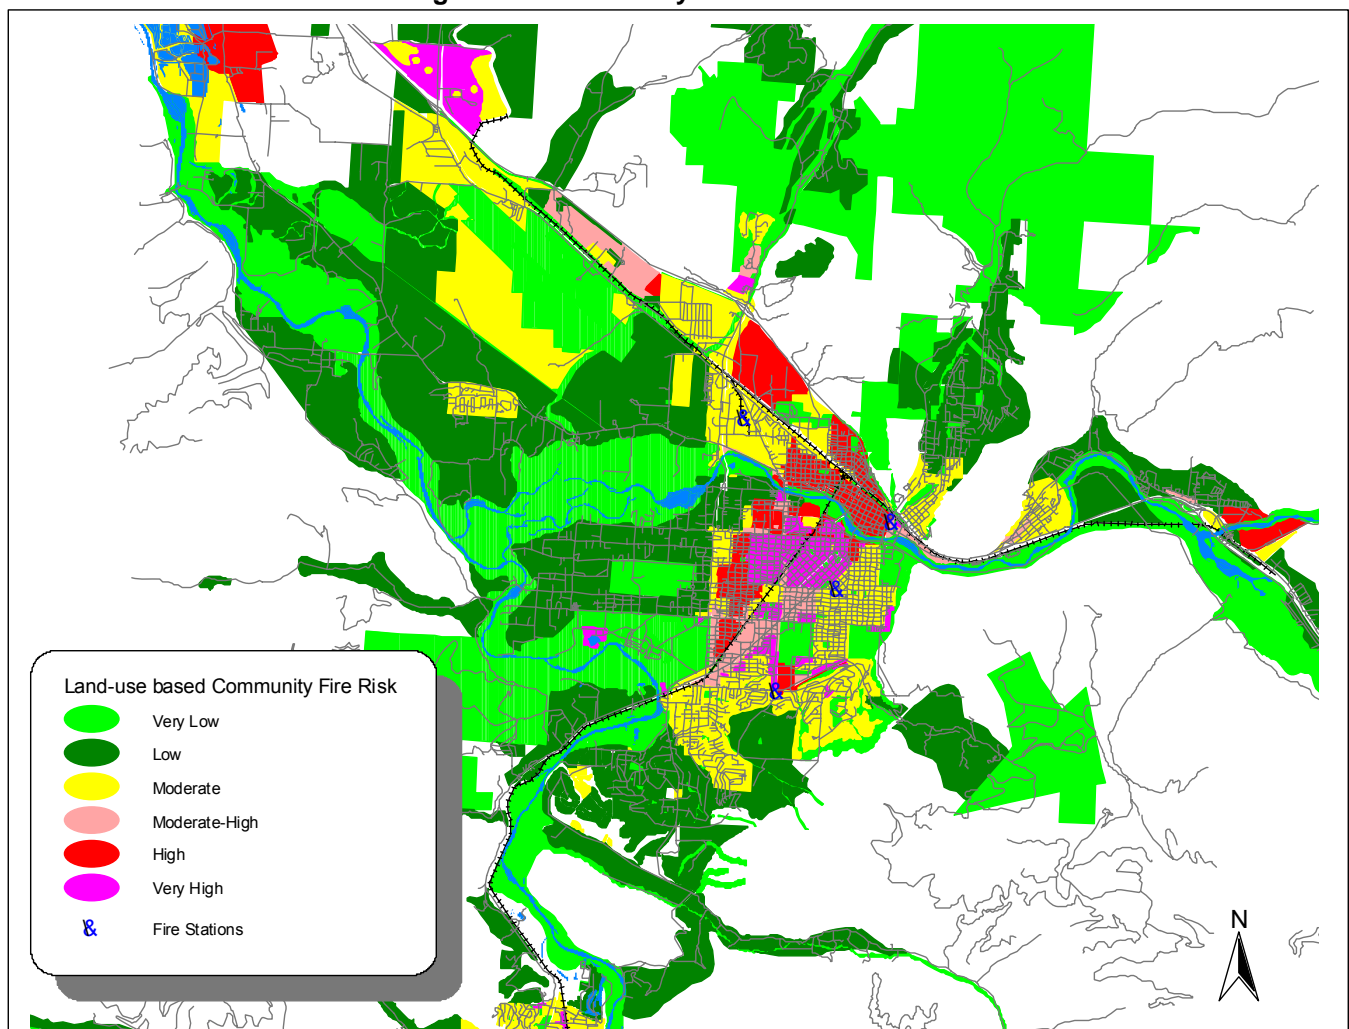 Land-use based Community Fire Risk
Very Low
Low
Moderate
Moderate-High
High
Very High
& Fire Stations
N